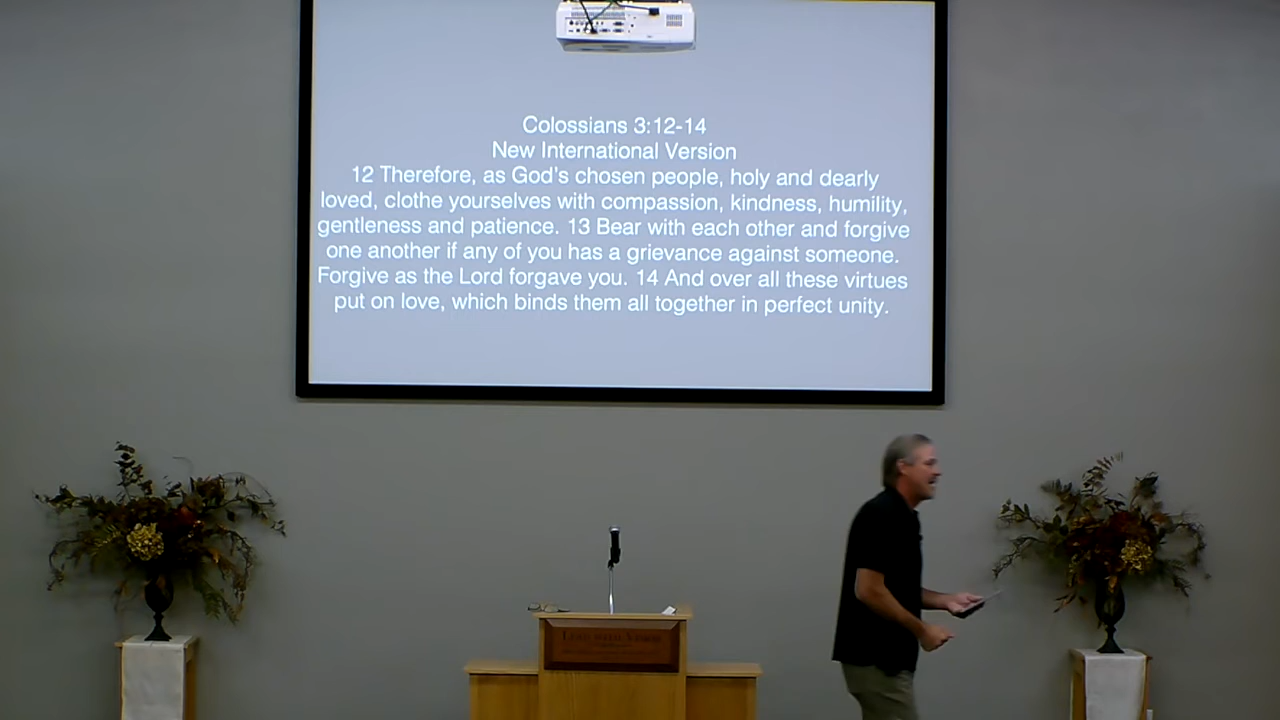 Colossians 3:12-14
New International Version
12 Therefore, as God's chosen people, holy and dearly
loved, clothe yourselves with compassion, kindness, humility,
gentleness and patience. 13 Bear with each other and forgive
one another if any of you has a grievance against someone.
Forgive as the Lord forgave you. 14 And over all these virtues
put on love, which binds them all together in perfect unity.